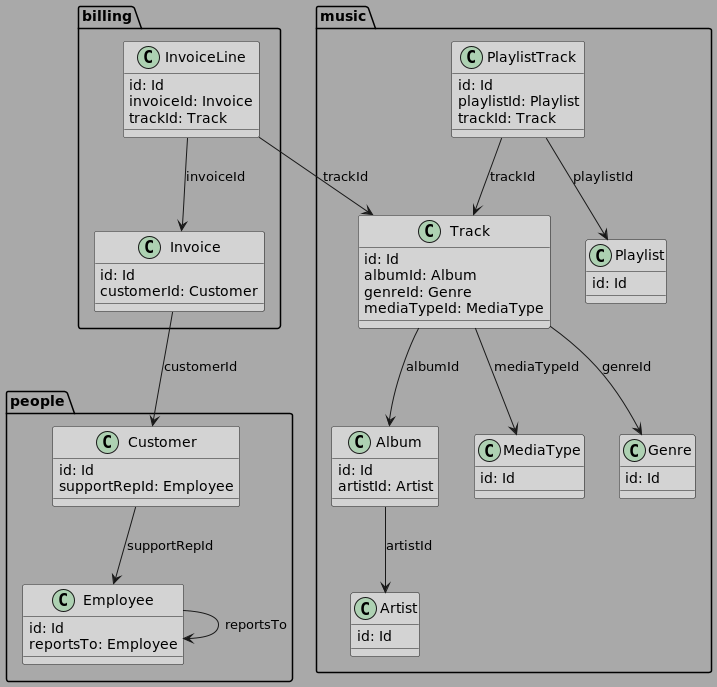 billing
C InvoiceLine
id: Id
invoiceId: Invoice
trackId: Track
invoiceId
trackId
C Invoice
id: Id
customerId: Customer
customerId
people
C Customer
id: Id
supportRepId: Employee
supportRepId
C Employee
id: Id
reportsTo: Employee
reportsTo
music
C PlaylistTrack
id: Id
playlistId: Playlist
trackId: Track
trackId
playlistId
C Track
id: Id
albumId: Album
genreId: Genre
mediaTypeId: MediaType
C Playlist
id: Id
albumId
mediaTypeId
genreId
C Album
id: Id
artistId: Artist
C MediaType
id: Id
C Genre
id: Id
artistId
C Artist
id: Id